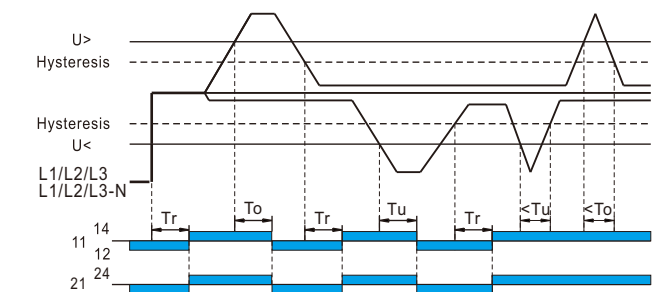 U>
Hysteresis
Hysteresis
U<
L1/L2/L3
L1/L2/L3-N
Tr
To
Tr
Tu
Tr
<Tu
<To
14
11
12
24
21